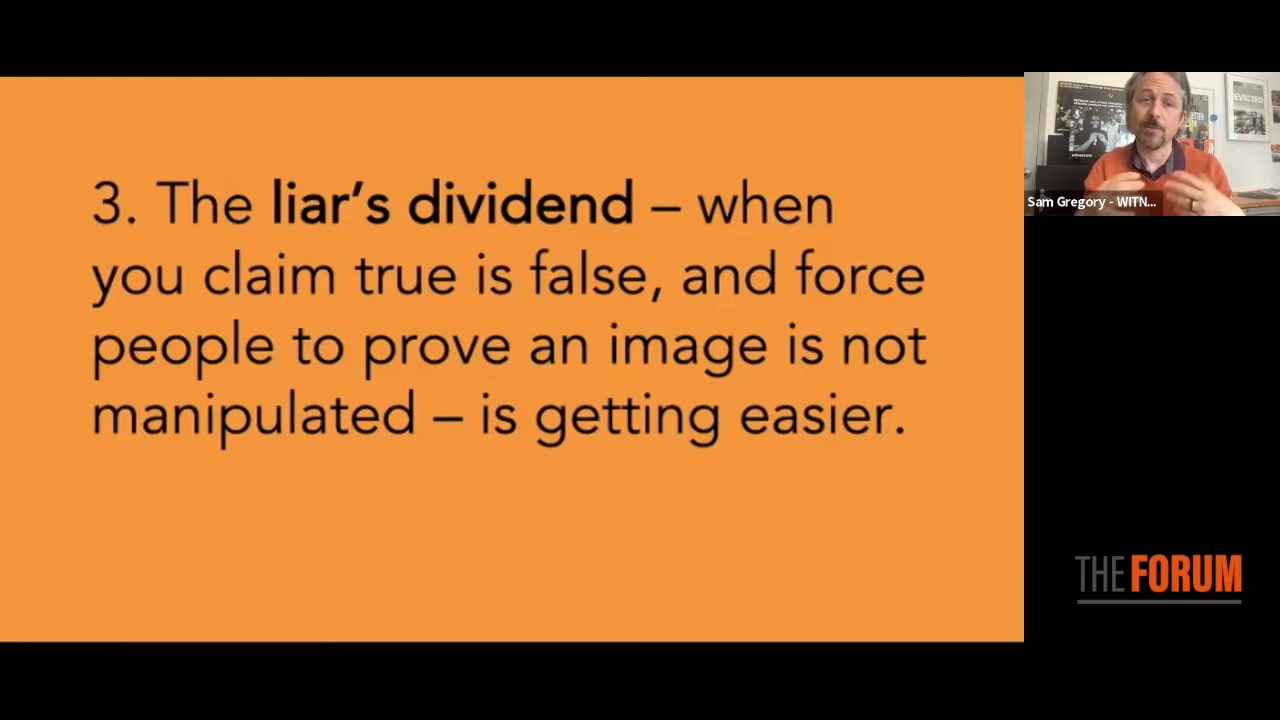 3. The liar’s dividend – when
you claim true is false, and force
people to prove an image is not
manipulated – is getting easier.
EVICTED
Sam Gregory - WITN...
THE FORUM